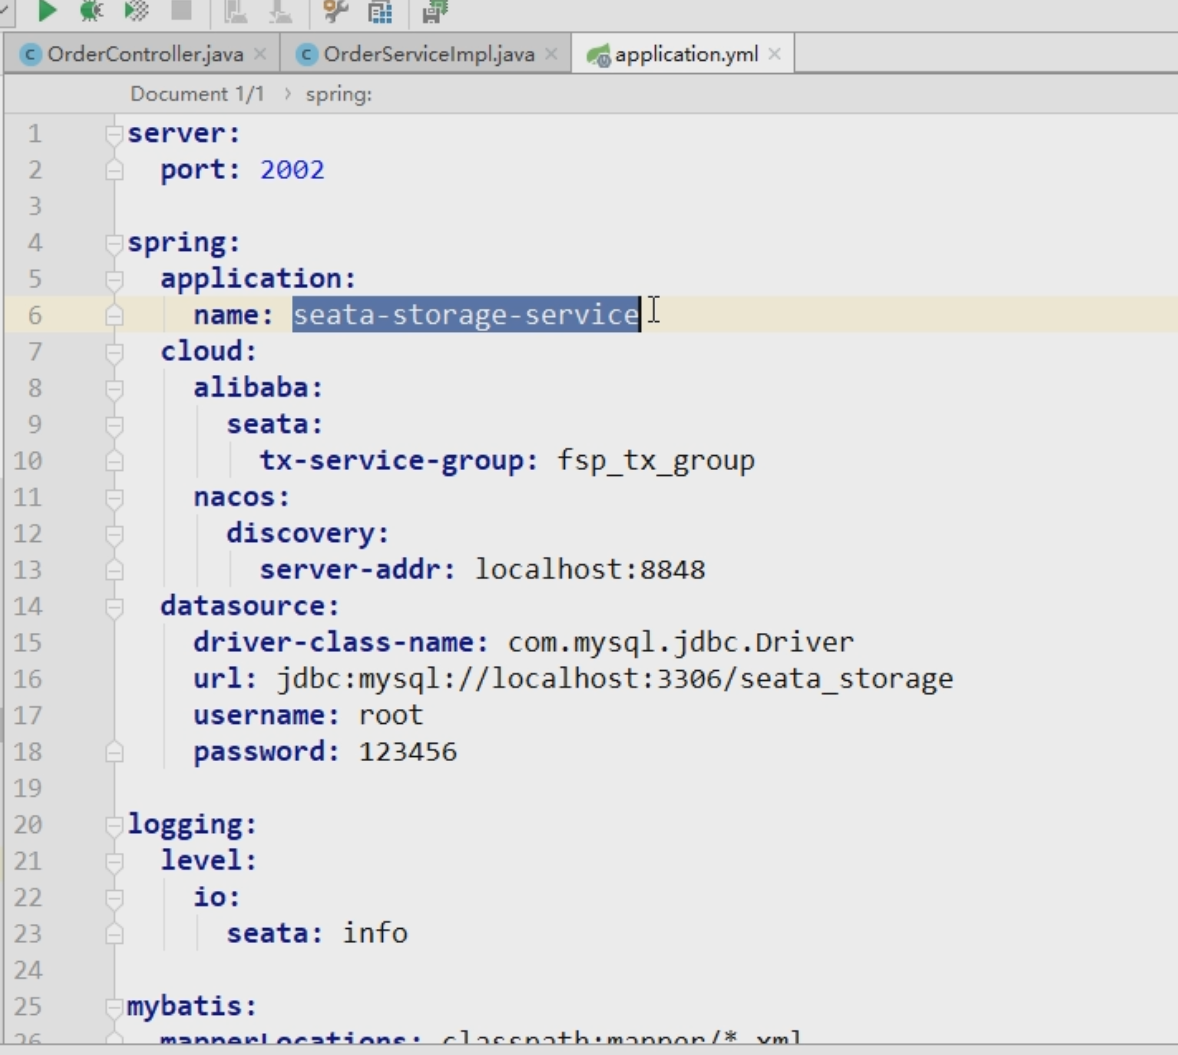 OrderController.java
OrderServiceImpl.java
application.yml
Document 1/1 › spring:
1 server:
2 port: 2002
3
4 spring:
5 application:
6 name: seata-storage-service
7 cloud:
8 alibaba:
9 seata:
10 tx-service-group: fsp_tx_group
11 nacos:
12 discovery:
13 server-addr: localhost:8848
14 datasource:
15 driver-class-name: com.mysql.jdbc.Driver
16 url: jdbc:mysql://localhost:3306/seata_storage
17 username: root
18 password: 123456
19
20 logging:
21 level:
22 io:
23 seata: info
24
25 mybatis:
26 mapperLocations: classpath:mapper/*.xml